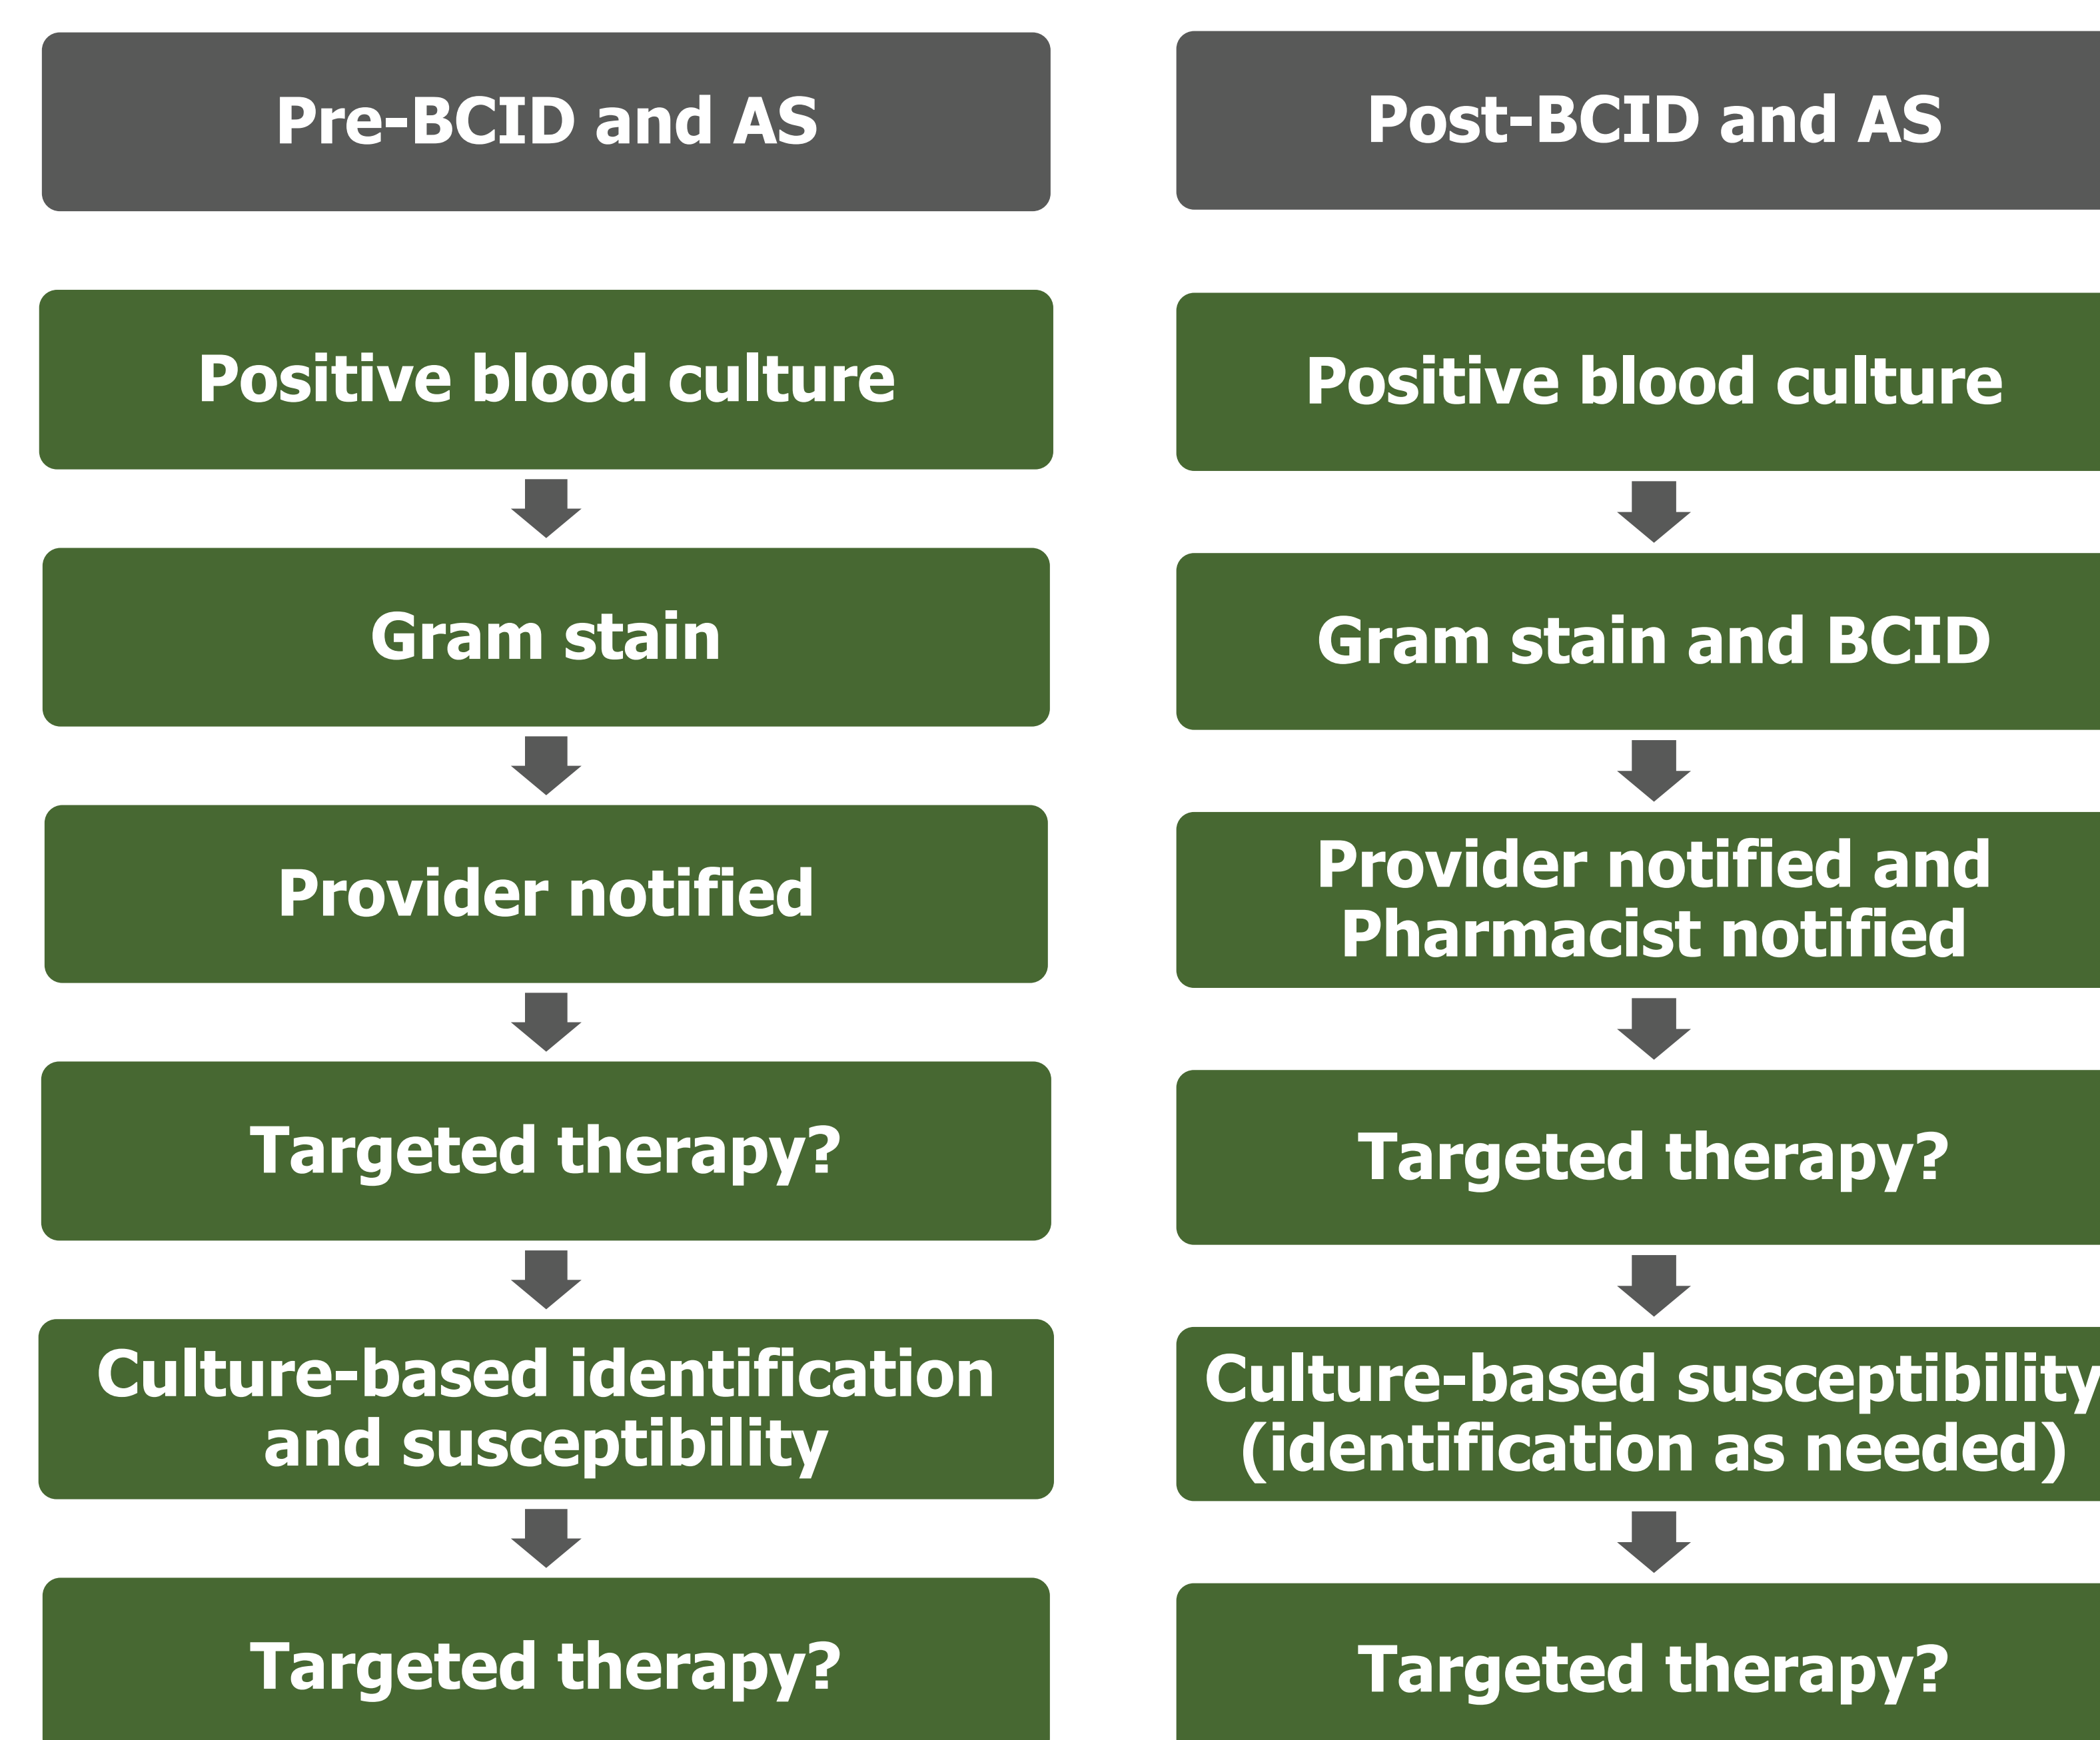 Pre-BCID and AS
Positive blood culture
Gram stain
Provider notified
Targeted therapy?
Culture-based identification
and susceptibility
Targeted therapy?
Post-BCID and AS
Positive blood culture
Gram stain and BCID
Provider notified and
Pharmacist notified
Targeted therapy?
Culture-based susceptibility
(identification as needed)
Targeted therapy?